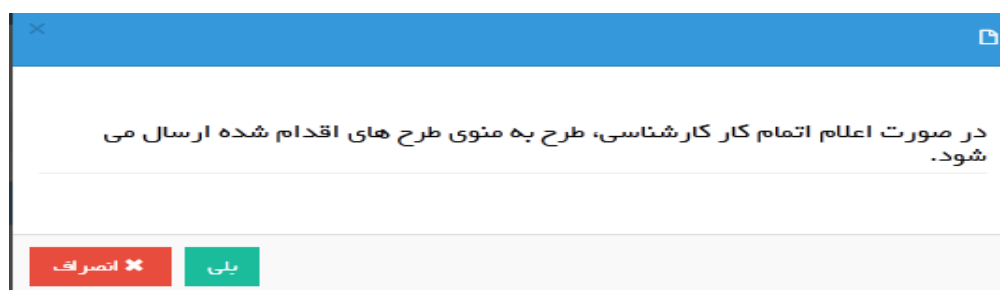 در صورت اعلام اتمام کار کارشناسی، طرح به منوی طرح های اقدام شده ارسال می
شود.
بلی
انصراف